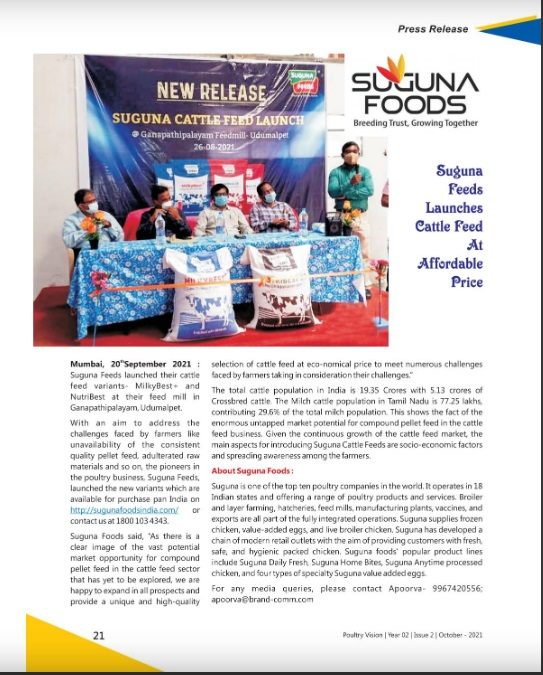 Press Release
NEW RELEASE
SUGUNA FOODS
SUGUNA CATTLE FEED LAUNCH
@ Ganapathipalayam Feedmill- Udumalpet
26-08-2021
SUGUNA
FOODS
Breeding Trust, Growing Together
Suguna
Feeds
Launches
Cattle Feed
At
Affordable
Price
Mumbai, 20thSeptember 2021 :
Suguna Feeds launched their cattle
feed variants- MilkyBest+ and
NutriBest at their feed mill in
Ganapathipalayam, Udumalpet.
With an aim to address the
challenges faced by farmers like
unavailability of the consistent
quality pellet feed, adulterated raw
materials and so on, the pioneers in
the poultry business, Suguna Feeds,
launched the new variants which are
available for purchase pan India on
http://sugunafoodsindia.com/ or
contact us at 1800 103 4343.
Suguna Foods said, "As there is a
clear image of the vast potential
market opportunity for compound
pellet feed in the cattle feed sector
that has yet to be explored, we are
happy to expand in all prospects and
provide a unique and high-quality
selection of cattle feed at eco-nomical price to meet numerous challenges
faced by farmers taking in consideration their challenges."
The total cattle population in India is 19.35 Crores with 5.13 crores of
Crossbred cattle. The Milch cattle population in Tamil Nadu is 77.25 lakhs,
contributing 29.6% of the total milch population. This shows the fact of the
enormous untapped market potential for compound pellet feed in the cattle
feed business. Given the continuous growth of the cattle feed market, the
main aspects for introducing Suguna Cattle Feeds are socio-economic factors
and spreading awareness among the farmers.
About Suguna Foods :
Suguna is one of the top ten poultry companies in the world. It operates in 18
Indian states and offering a range of poultry products and services. Broiler
and layer farming, hatcheries, feed mills, manufacturing plants, vaccines, and
exports are all part of the fully integrated operations. Suguna supplies frozen
chicken, value-added eggs, and live broiler chicken. Suguna has developed a
chain of modern retail outlets with the aim of providing customers with fresh,
safe, and hygienic packed chicken. Suguna foods' popular product lines
include Suguna Daily Fresh, Suguna Home Bites, Suguna Anytime processed
chicken, and four types of specialty Suguna value added eggs.
For any media queries, please contact Apoorva- 9967420556;
apoorva@brand-comm.com
21
Poultry Vision | Year 02 | Issue 2 | October - 2021